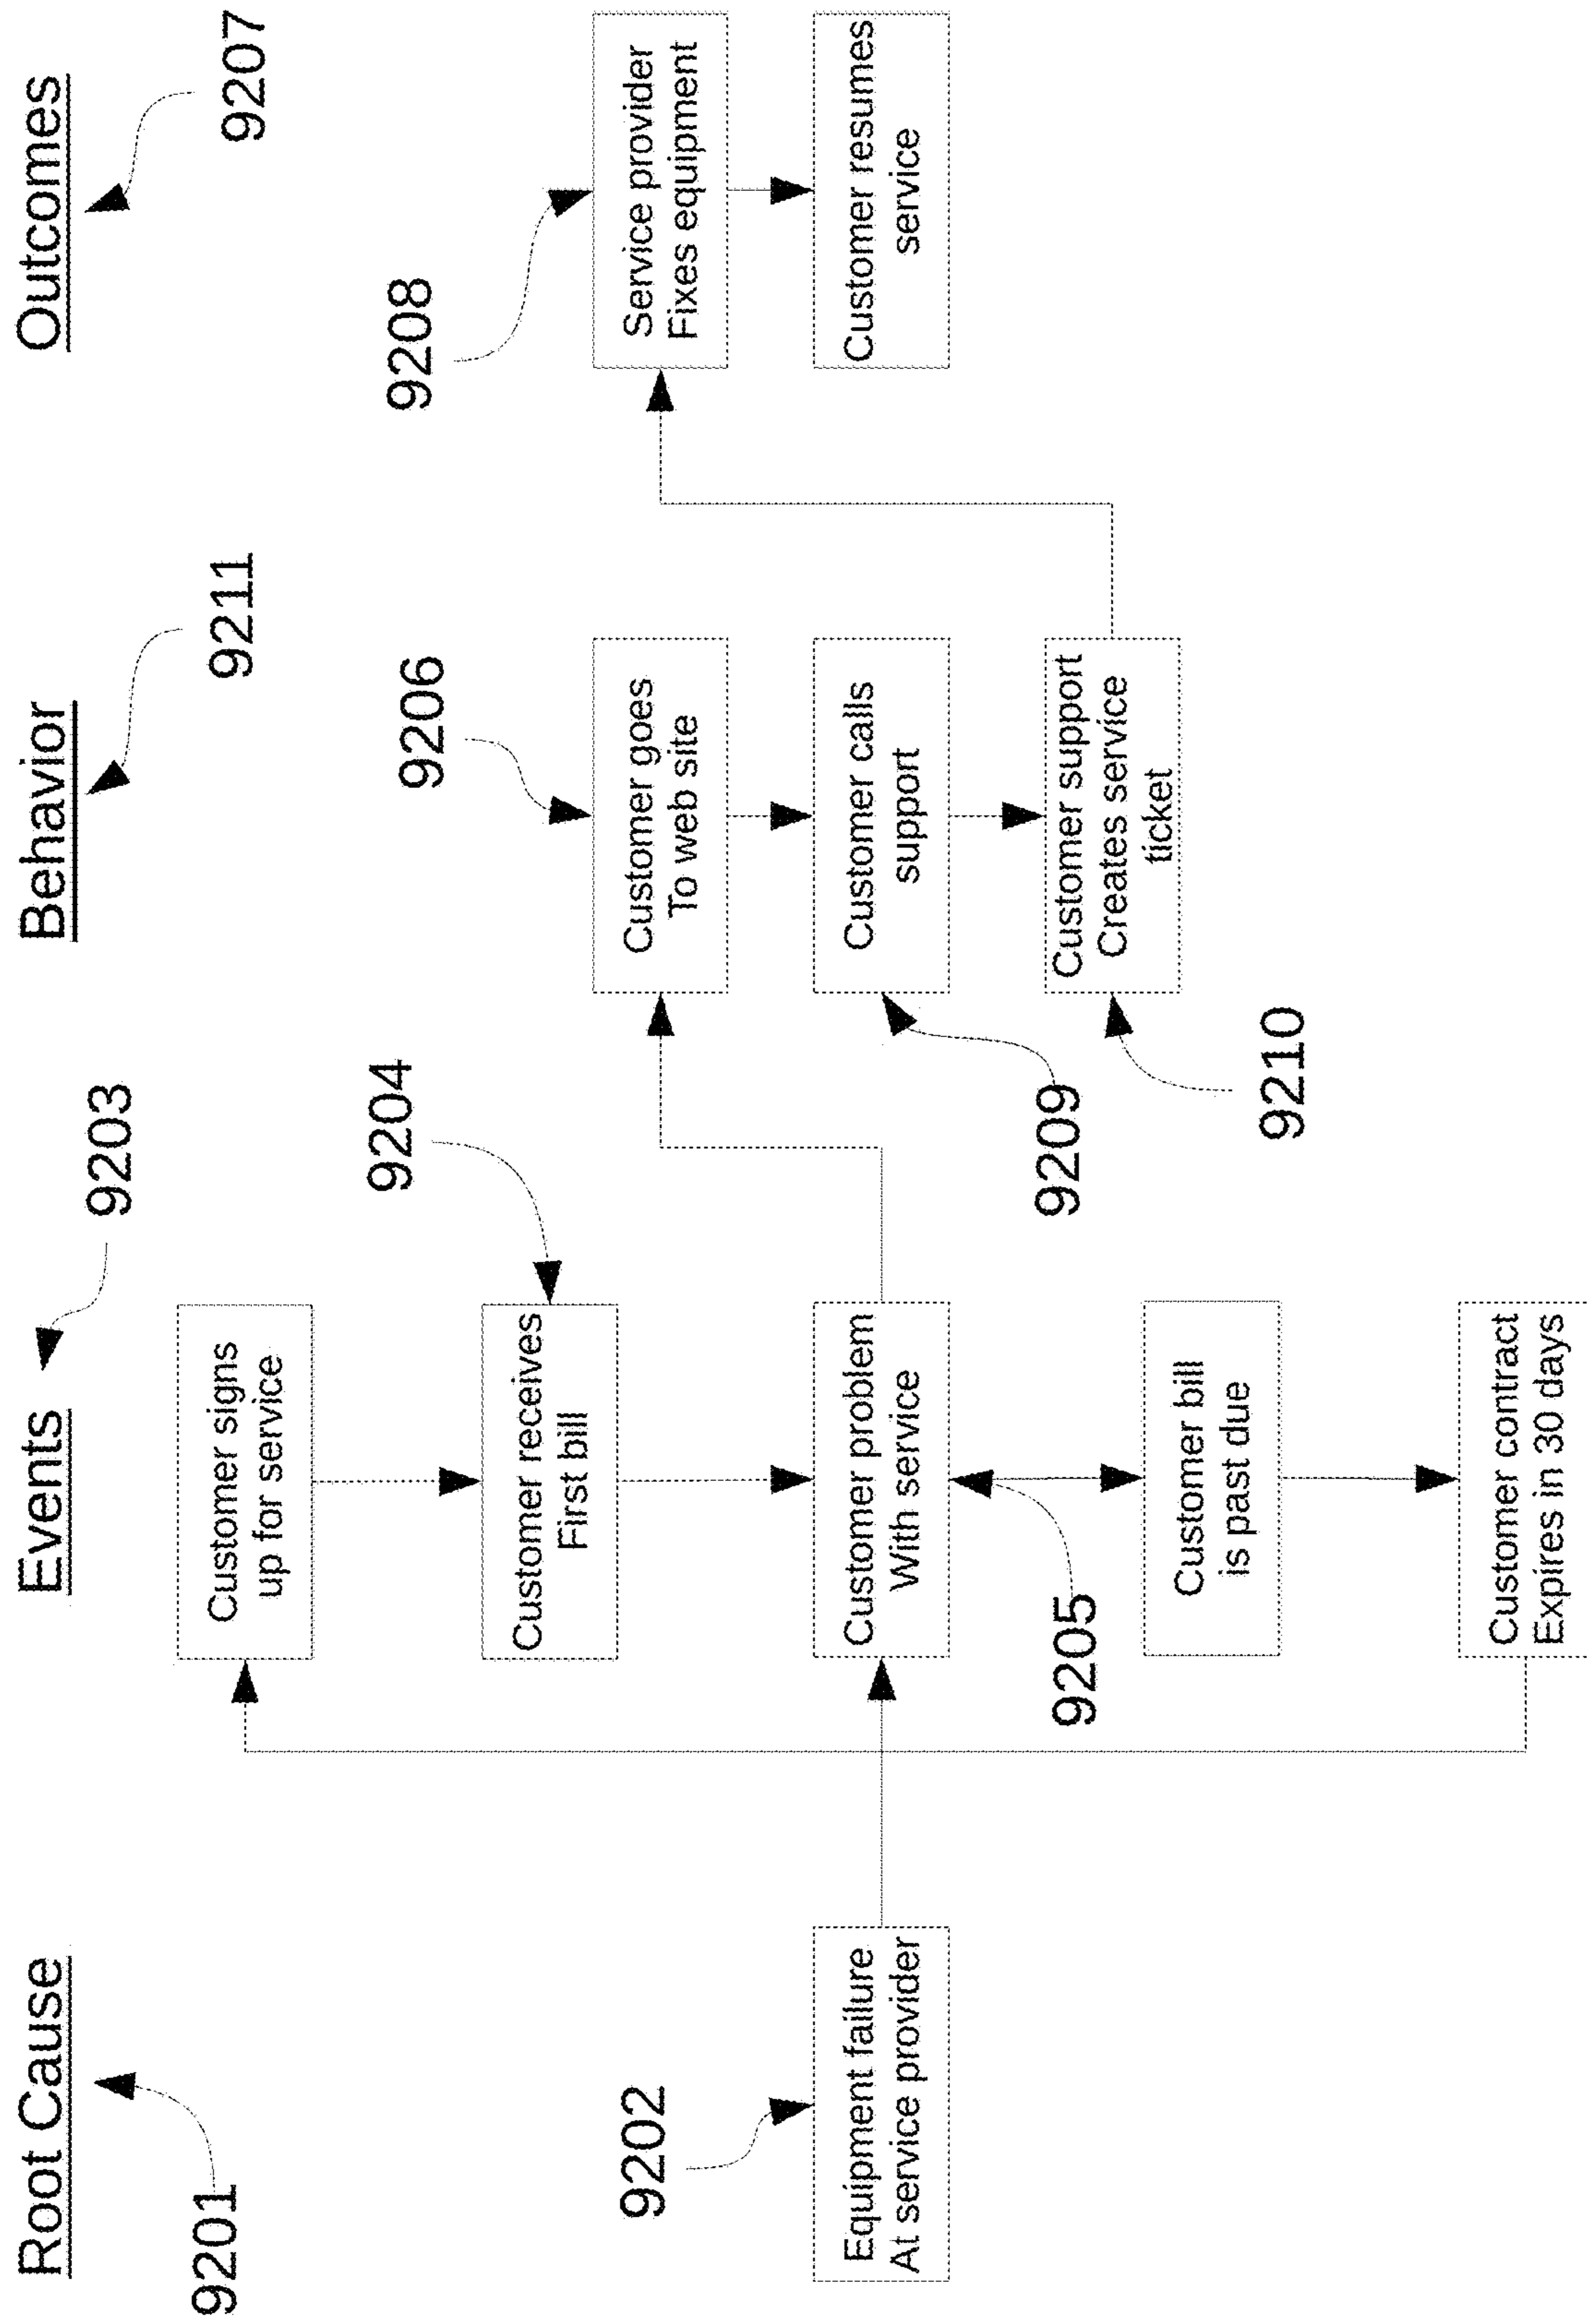 Root Cause
9201
9202
Equipment failure
At service provider
Events
9203
Customer signs
up for service
9204
Customer receives
First bill
Customer problem
With service
9205
Customer bill
is past due
Customer contract
Expires in 30 days
Behavior
9211
9206
Customer goes
To web site
Customer calls
support
9209
Customer support
Creates service
ticket
9210
Outcomes
9207
9208
Service provider
Fixes equipment
Customer resumes
service